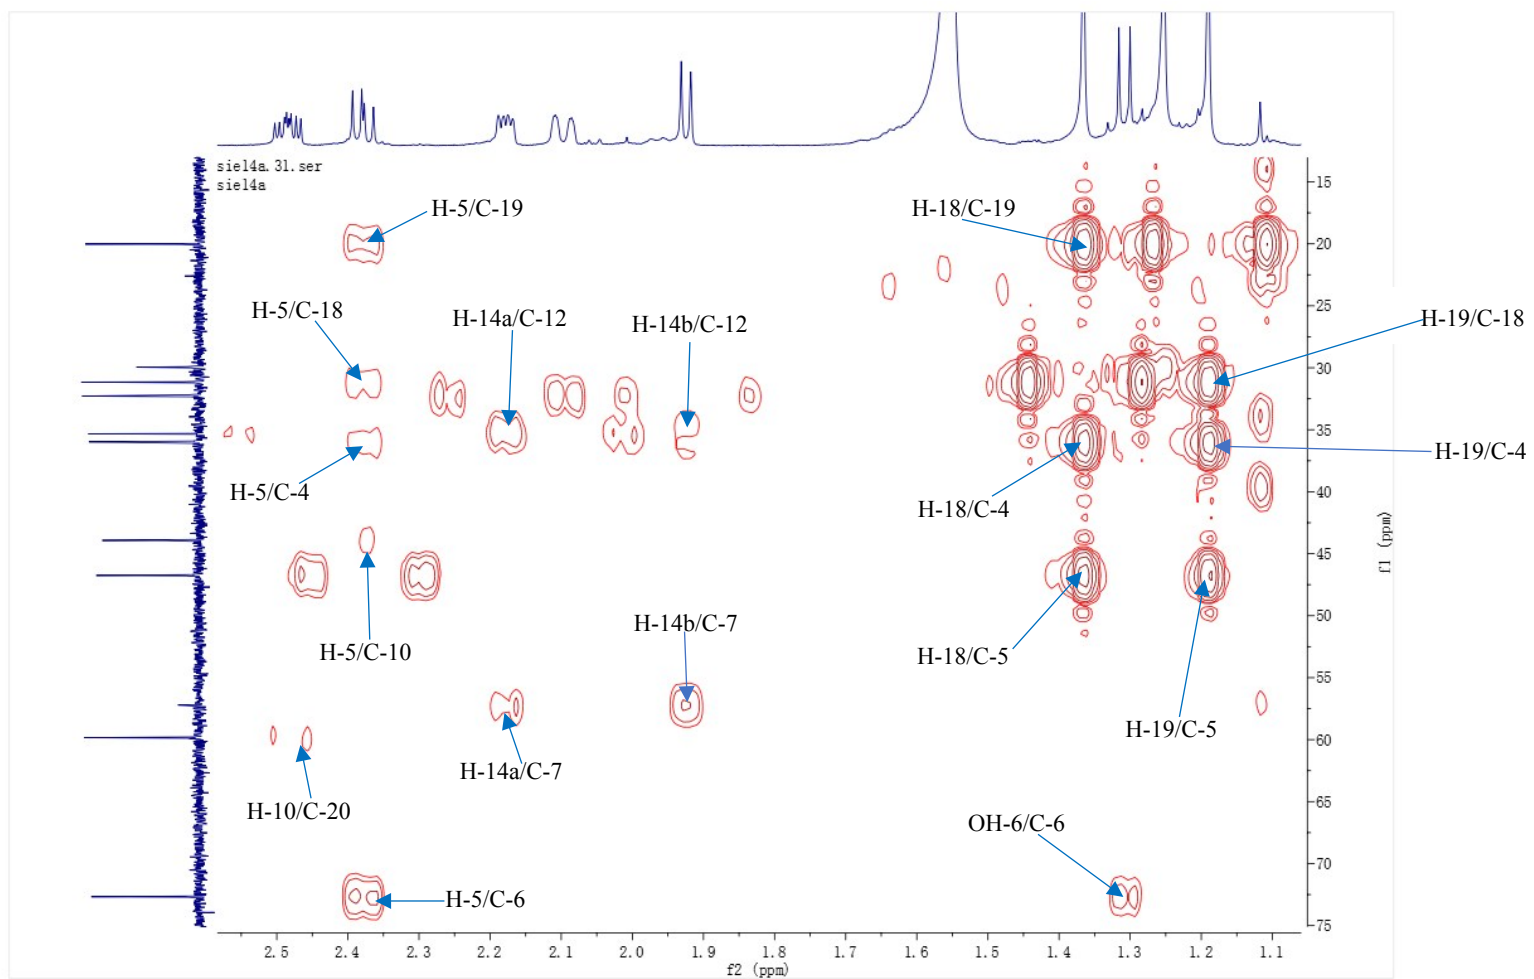 sie14a.31.ser
sie14a
H-5/C-19
H-18/C-19
H-5/C-18
H-14a/C-12
H-14b/C-12
H-19/C-18
H-5/C-4
H-18/C-4
H-19/C-4
H-5/C-10
H-14b/C-7
H-18/C-5
H-19/C-5
H-14a/C-7
H-10/C-20
OH-6/C-6
H-5/C-6
15
20
25
30
35
40
45
50
55
60
65
70
75
f1 (ppm)
2.5 2.4 2.3 2.2 2.1 2.0 1.9 1.8 1.7 1.6 1.5 1.4 1.3 1.2 1.1
f2 (ppm)